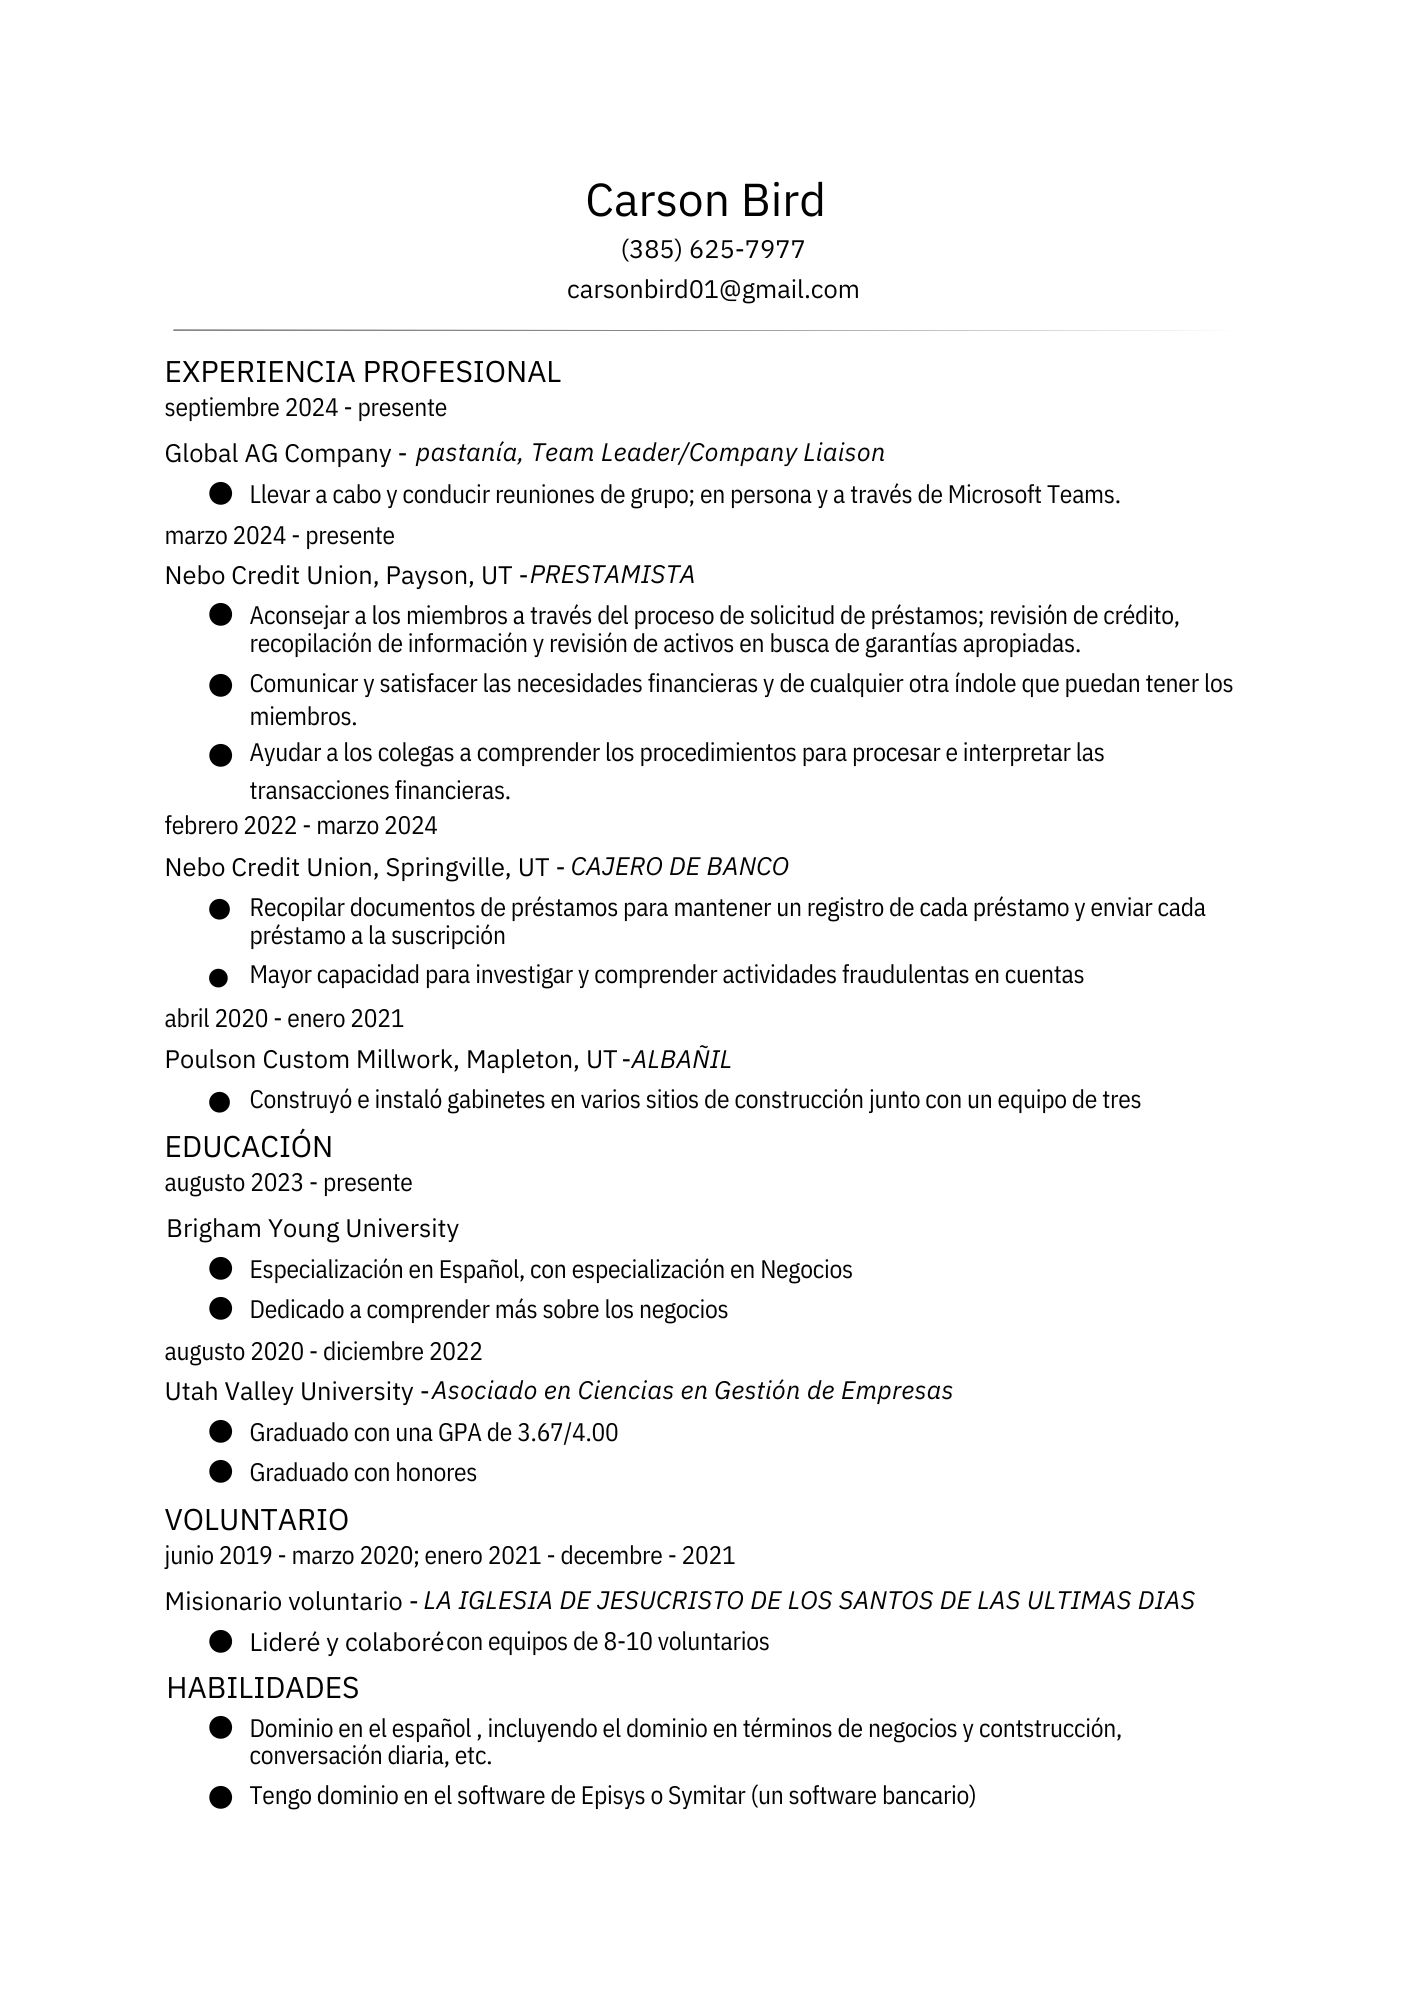 Carson Bird
(385) 625-7977
carsonbird01@gmail.com
EXPERIENCIA PROFESIONAL
septiembre 2024 - presente
Global AG Company - pastanía, Team Leader/Company Liaison
● Llevar a cabo y conducir reuniones de grupo; en persona y a través de Microsoft Teams.
marzo 2024 - presente
Nebo Credit Union, Payson, UT -PRESTAMISTA
● Aconsejar a los miembros a través del proceso de solicitud de préstamos; revisión de crédito,
recopilación de información y revisión de activos en busca de garantías apropiadas.
● Comunicar y satisfacer las necesidades financieras y de cualquier otra índole que puedan tener los
miembros.
● Ayudar a los colegas a comprender los procedimientos para procesar e interpretar las
transacciones financieras.
febrero 2022 - marzo 2024
Nebo Credit Union, Springville, UT - CAJERO DE BANCO
● Recopilar documentos de préstamos para mantener un registro de cada préstamo y enviar cada
préstamo a la suscripción
● Mayor capacidad para investigar y comprender actividades fraudulentas en cuentas
abril 2020 - enero 2021
Poulson Custom Millwork, Mapleton, UT -ALBAÑIL
● Construyó e instaló gabinetes en varios sitios de construcción junto con un equipo de tres
EDUCACIÓN
augusto 2023 - presente
Brigham Young University
● Especialización en Español, con especialización en Negocios
● Dedicado a comprender más sobre los negocios
augusto 2020 - diciembre 2022
Utah Valley University -Asociado en Ciencias en Gestión de Empresas
● Graduado con una GPA de 3.67/4.00
● Graduado con honores
VOLUNTARIO
junio 2019 - marzo 2020; enero 2021 - decembre - 2021
Misionario voluntario - LA IGLESIA DE JESUCRISTO DE LOS SANTOS DE LAS ULTIMAS DIAS
● Lideré y colaboré con equipos de 8-10 voluntarios
HABILIDADES
● Dominio en el español , incluyendo el dominio en términos de negocios y contstrucción,
conversación diaria, etc.
● Tengo dominio en el software de Episys o Symitar (un software bancario)